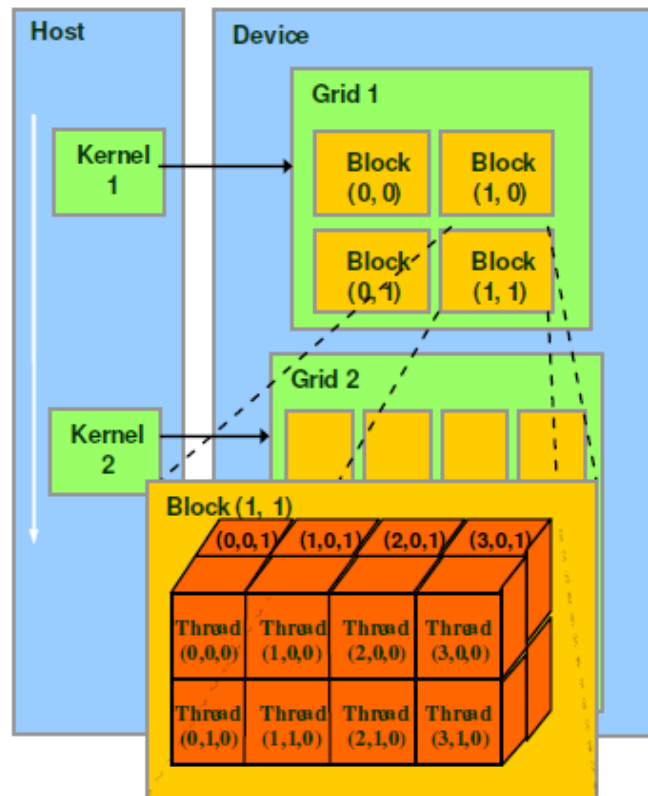 Host
Device
Grid 1
Kernel
1
Block
(0, 0)
Block
(1, 0)
Block
(0, 1)
Block
(1, 1)
Grid 2
Kernel
2
Block (1, 1)
(0,0,1)
(1,0,1)
(2,0,1)
(3,0,1)
Thread
(0,0,0)
Thread
(1,0,0)
Thread
(2,0,0)
Thread
(3,0,0)
Thread
(0,1,0)
Thread
(1,1,0)
Thread
(2,1,0)
Thread
(3,1,0)